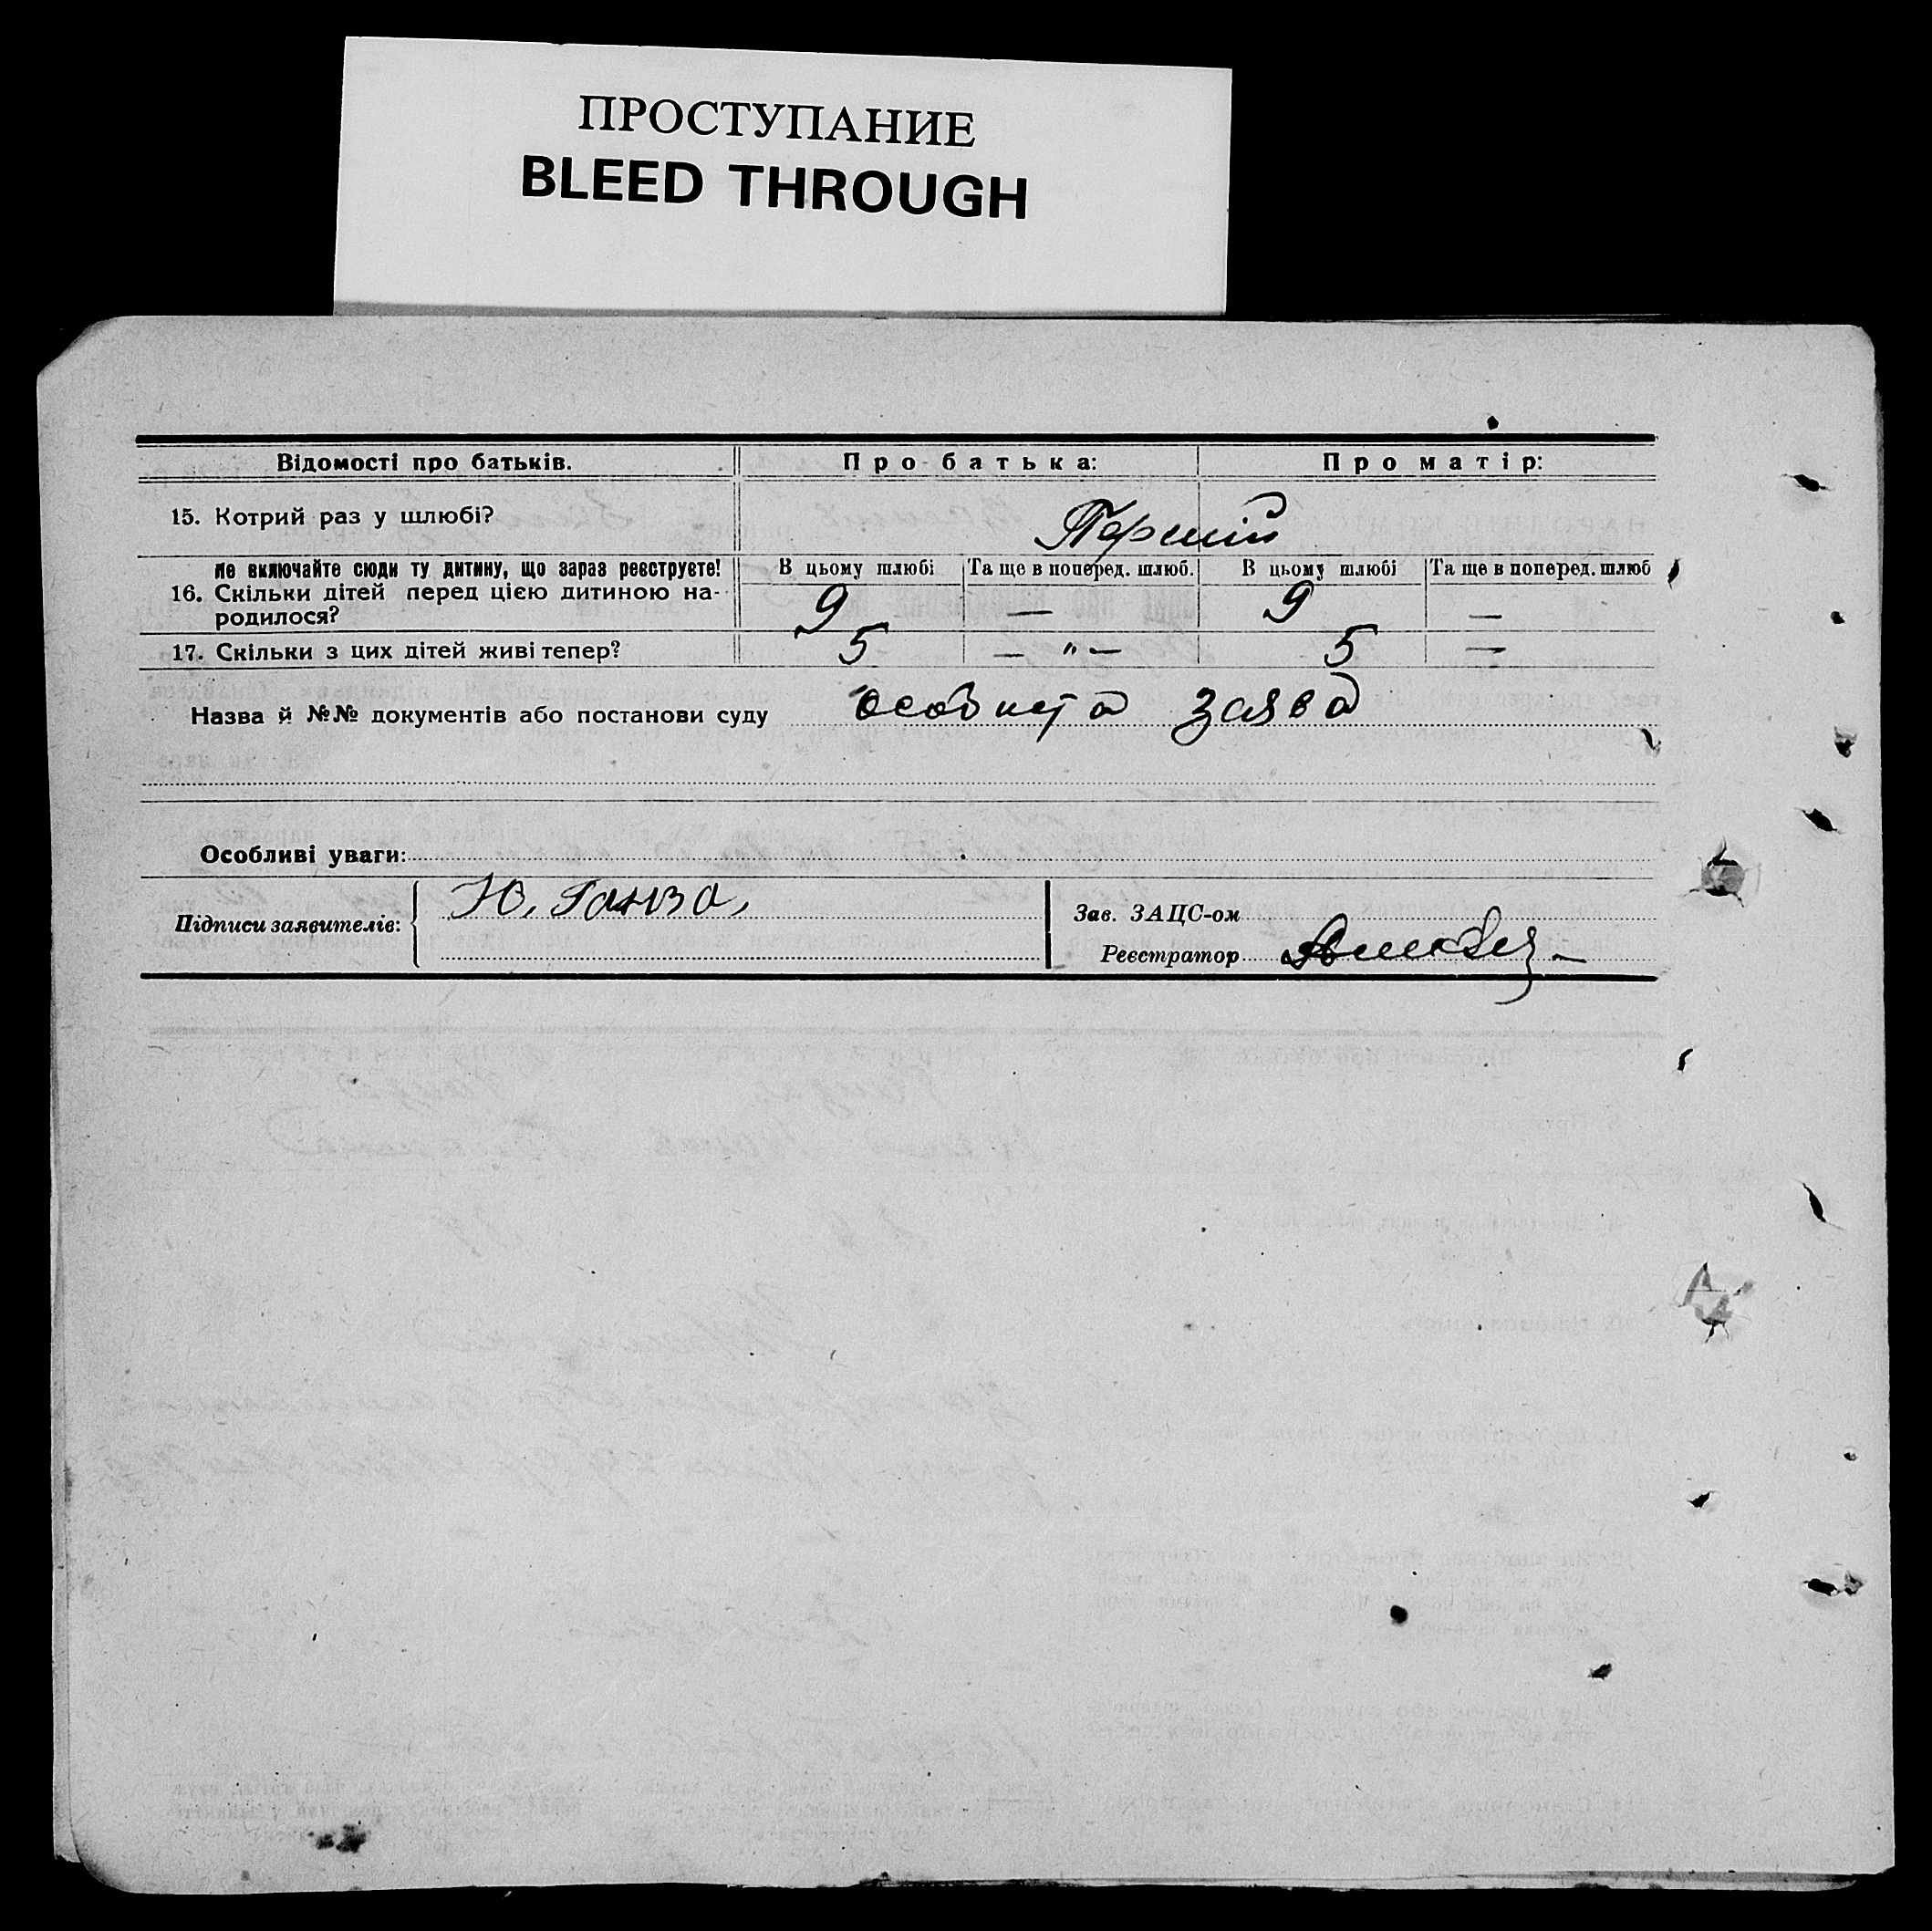 ПРОСТУПАНИЕ
BLEED THROUGH
Відомості про батьків. Про батька: Про матір:
15. Котрий раз у шлюбі? Перший
Не включайте сюди ту дитину, що зараз реєструєте! В цьому шлюбі Та ще в поперед. шлюб. В цьому шлюбі Та ще в поперед. шлюб
16. Скільки дітей перед цією дитиною на- 9 — 9 —
родилося?
17. Скільки з цих дітей живі тепер? 5 — „ — 5 —
Назва й №№ документів або постанови суду особиста заява
Особливі уваги:
Ю. Ганза,
Підписи заявителів: Зав. ЗАЦС-ом
Реєстратор